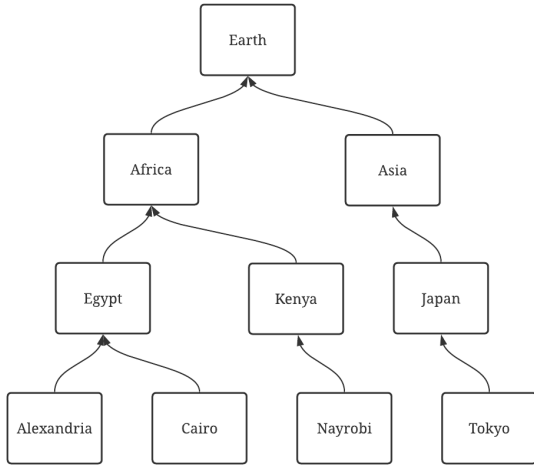 Earth
Africa
Asia
Egypt
Kenya
Japan
Alexandria
Cairo
Nayrobi
Tokyo